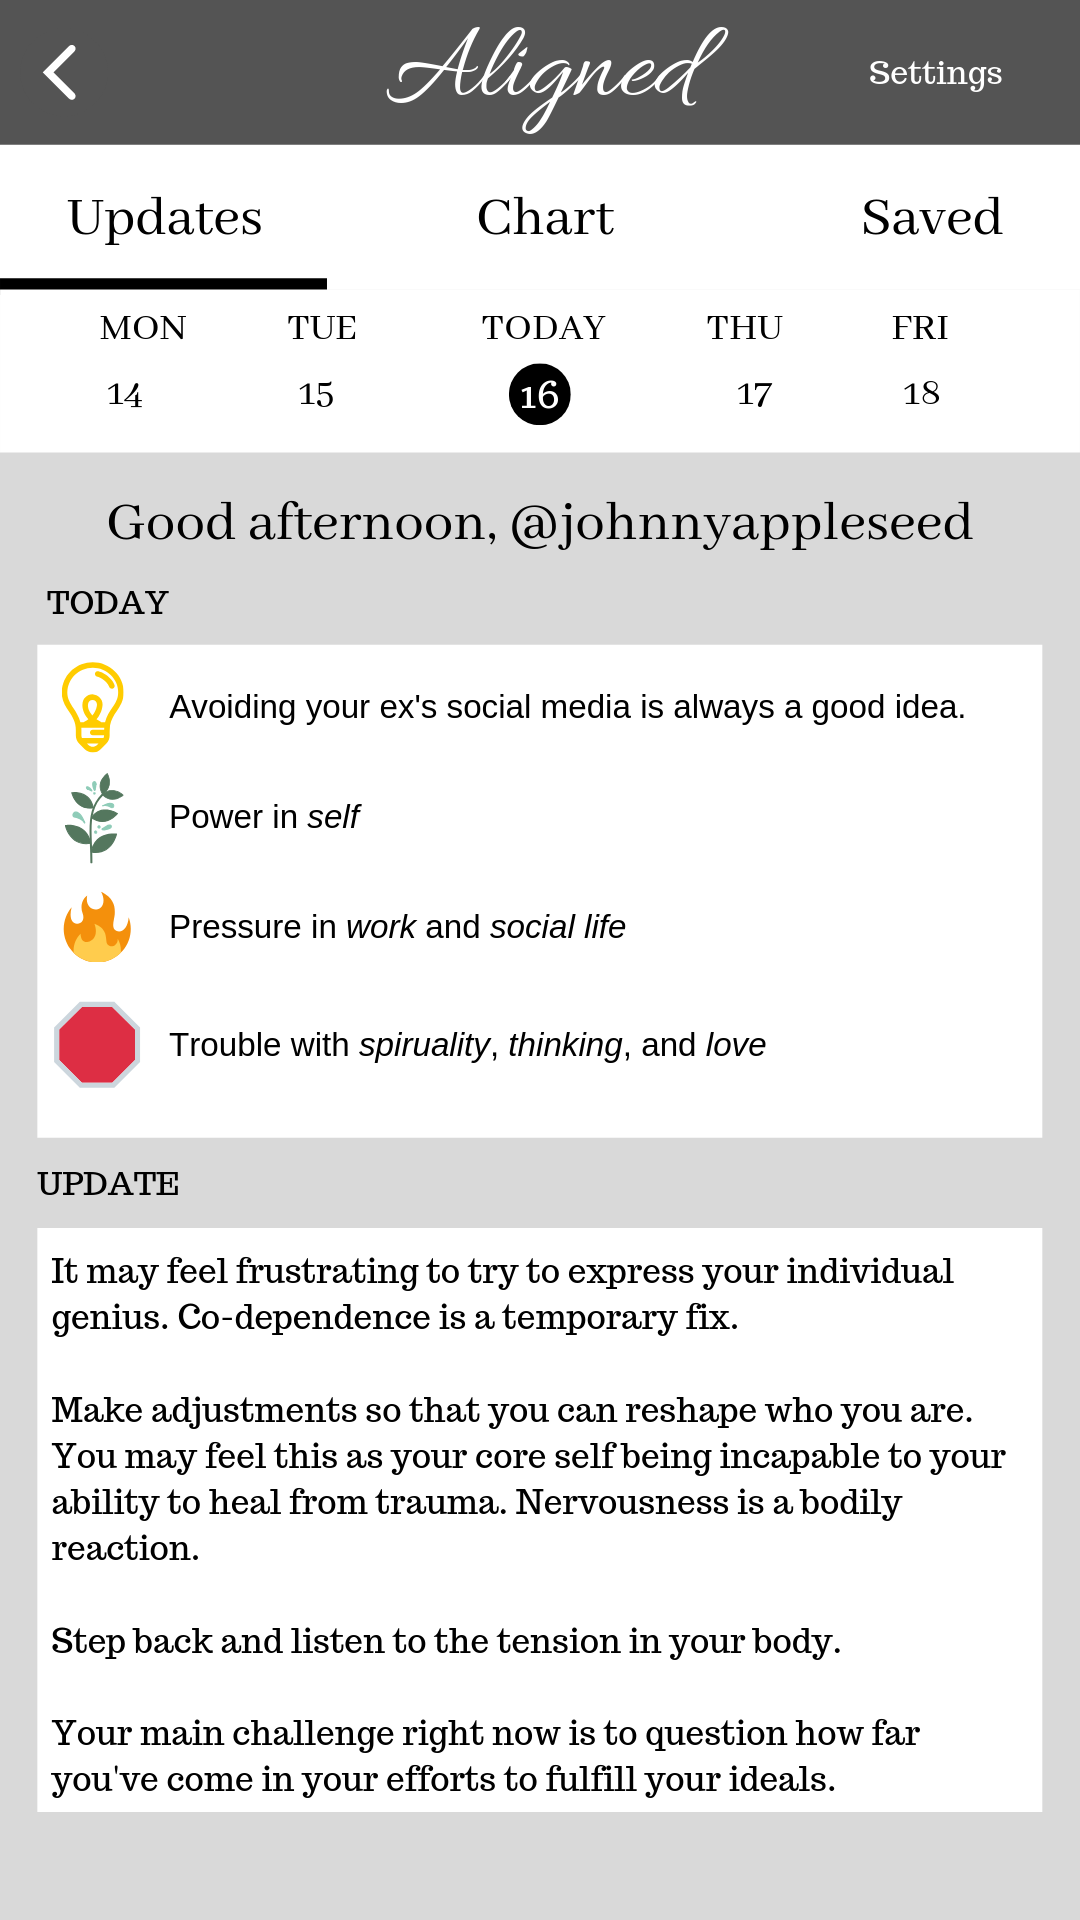 Aligned
Settings
Updates Chart Saved
MON TUE TODAY THU FRI
14 15 16 17 18
Good afternoon, @johnnyappleseed
TODAY
Avoiding your ex's social media is always a good idea.
Power in self
Pressure in work and social life
Trouble with spiruality, thinking, and love
UPDATE
It may feel frustrating to try to express your individual
genius. Co-dependence is a temporary fix.
Make adjustments so that you can reshape who you are.
You may feel this as your core self being incapable to your
ability to heal from trauma. Nervousness is a bodily
reaction.
Step back and listen to the tension in your body.
Your main challenge right now is to question how far
you've come in your efforts to fulfill your ideals.